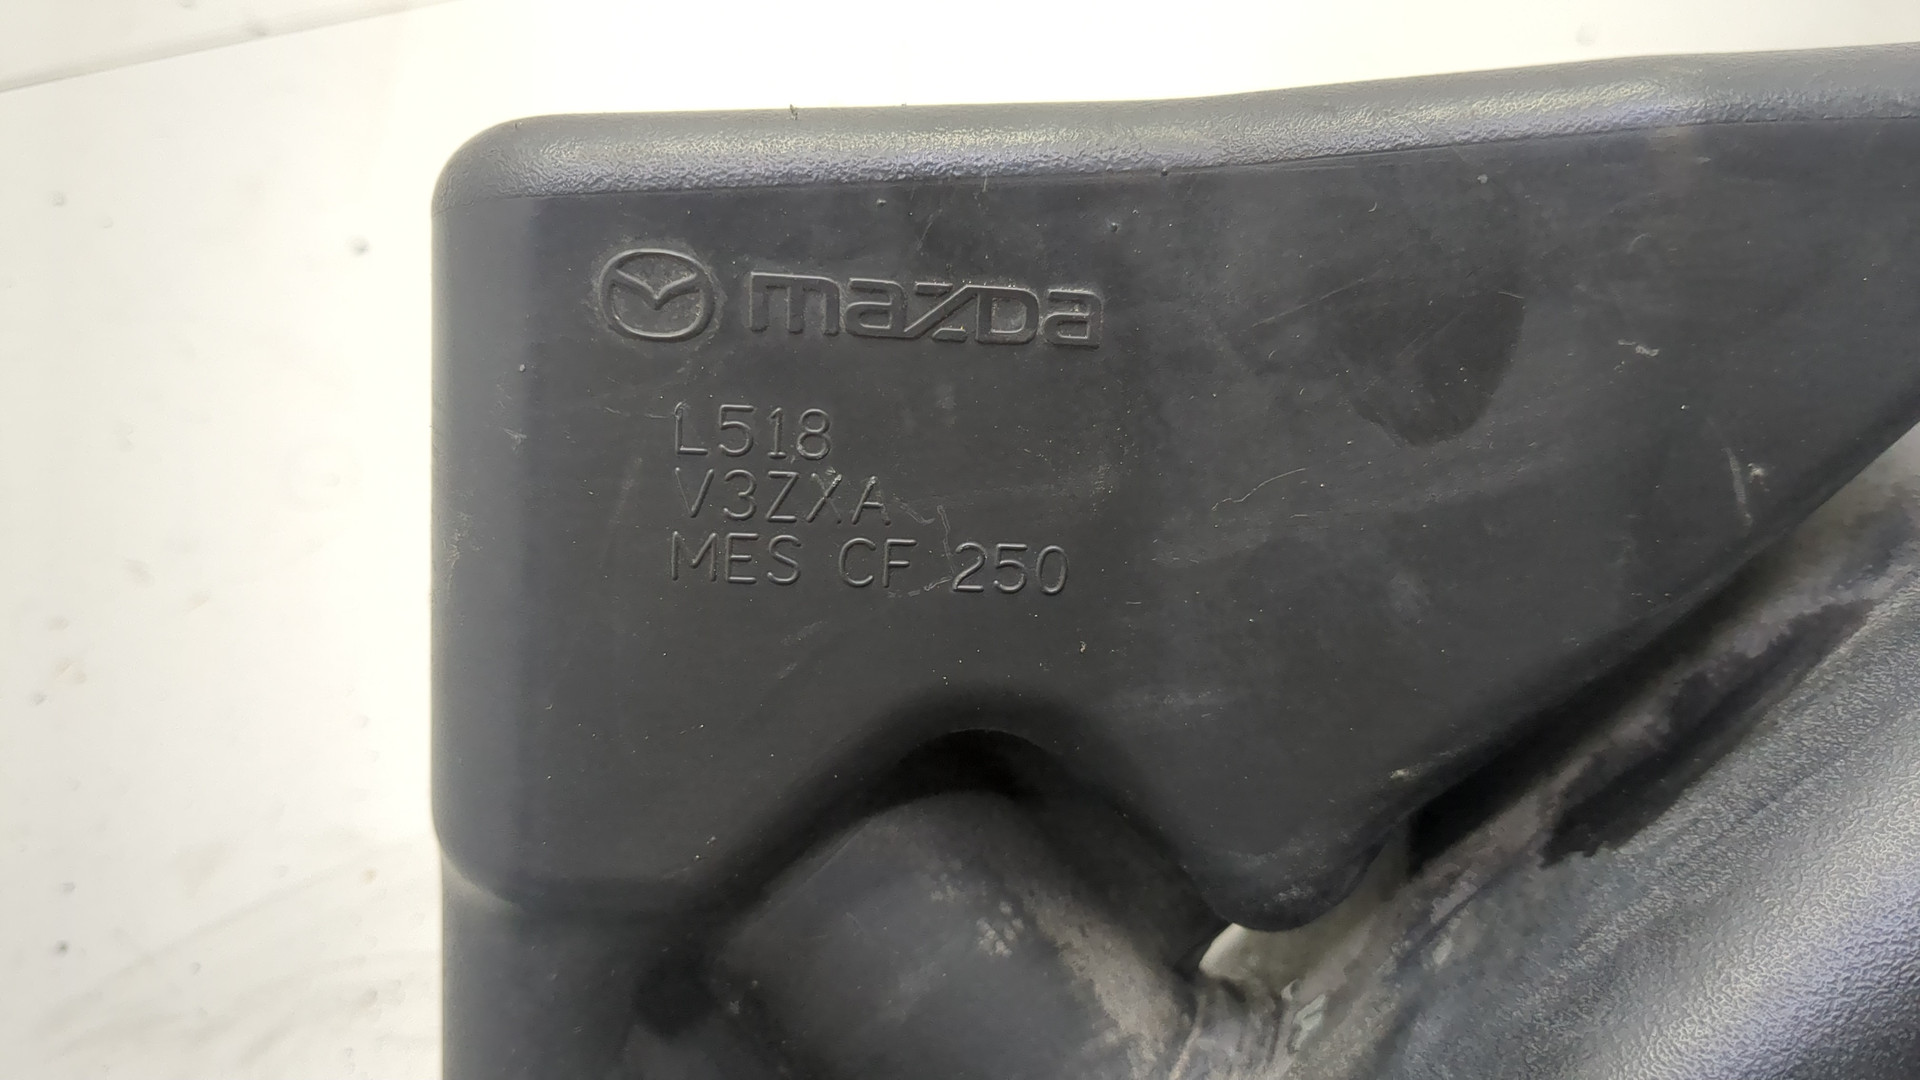 mazda
L518
V3ZXA
MES CF 250